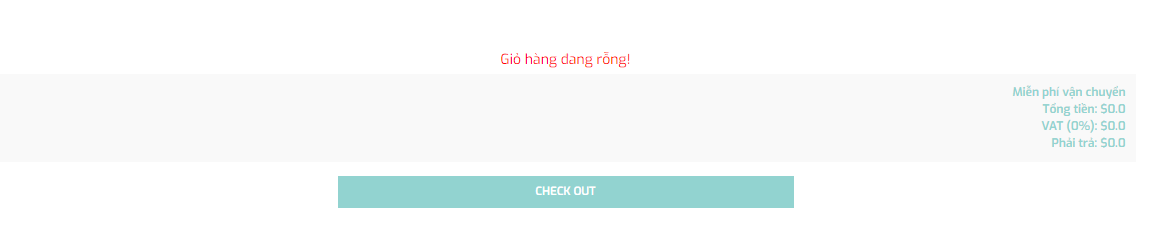 Giỏ hàng đang rỗng!
Miễn phí vận chuyển
Tổng tiền: $0.0
VAT (0%): $0.0
Phải trả: $0.0
CHECK OUT